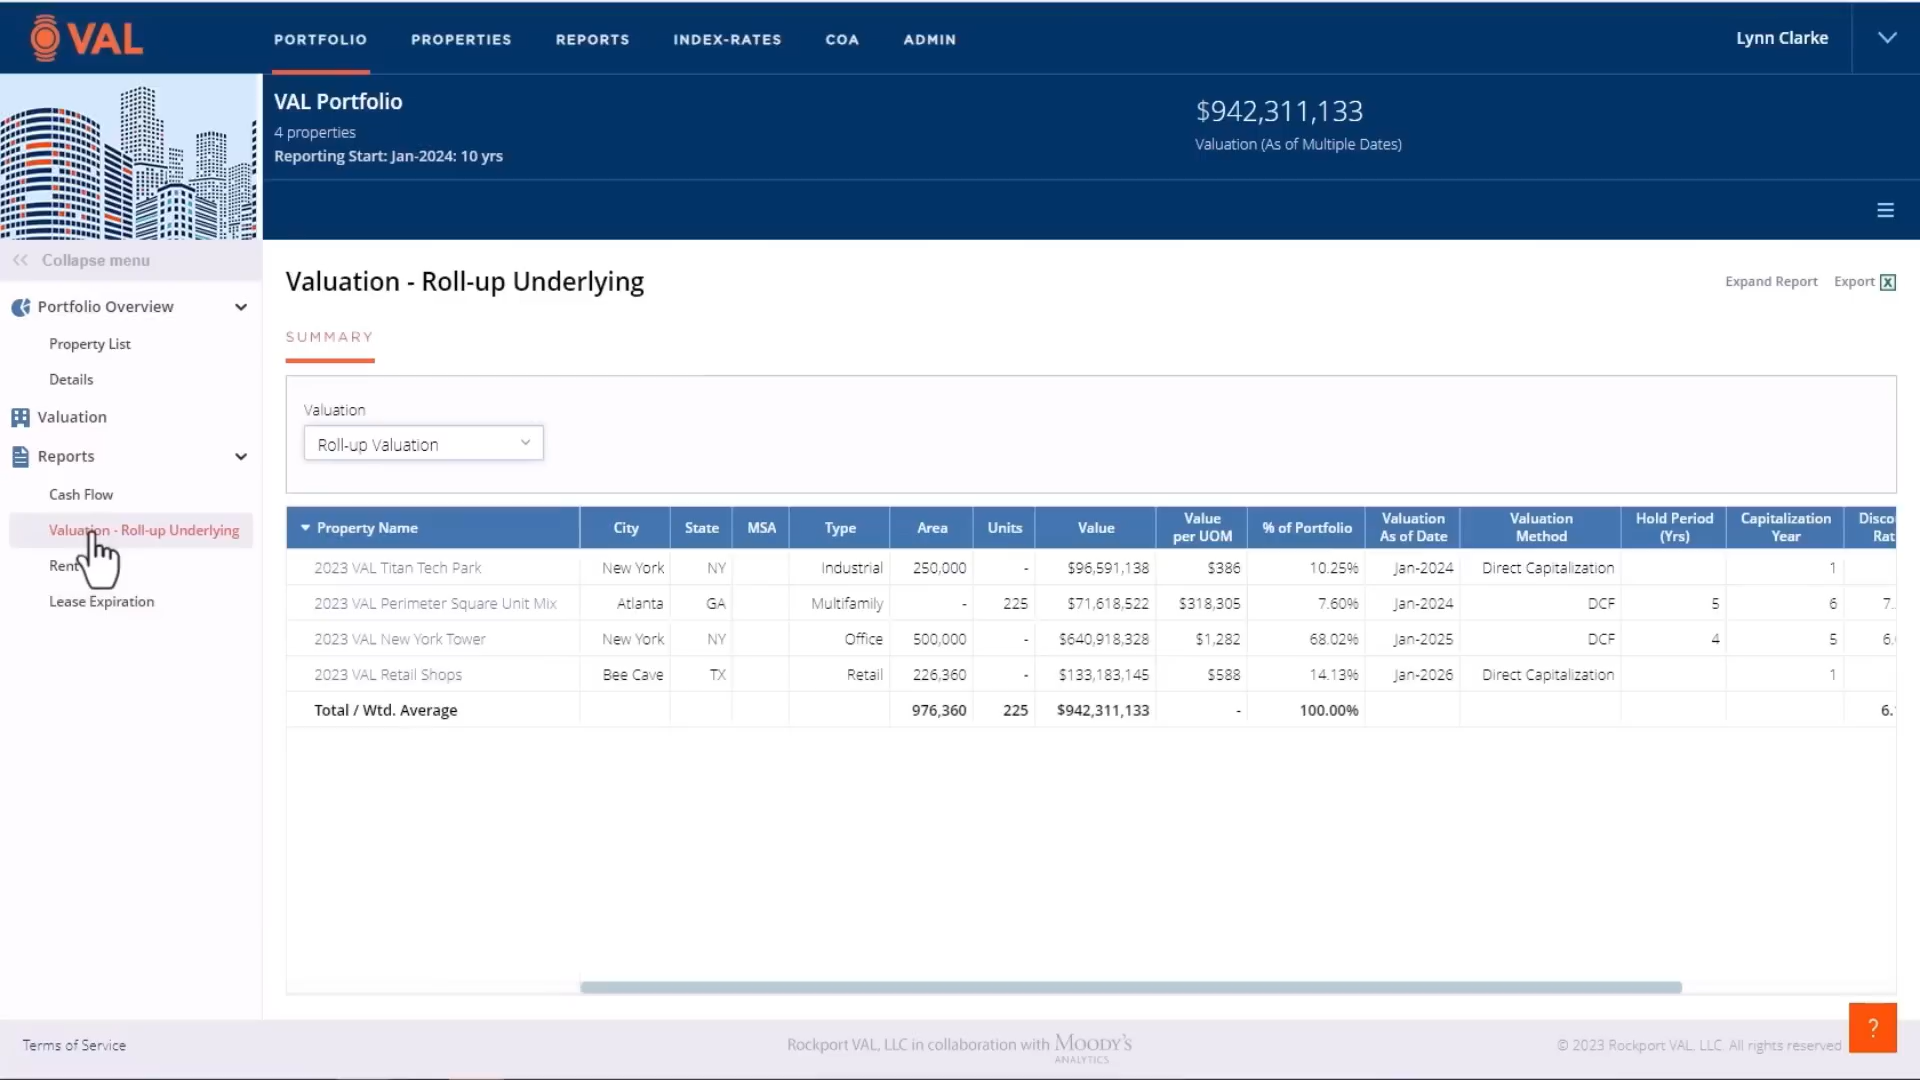 VAL
PORTFOLIO PROPERTIES REPORTS INDEX-RATES COA ADMIN
Lynn Clarke
VAL Portfolio
4 properties
Reporting Start: Jan-2024: 10 yrs
$942,311,133
Valuation (As of Multiple Dates)
Collapse menu
Portfolio Overview
Property List
Details
Valuation
Reports
Cash Flow
Valuation - Roll-up Underlying
Rent
Lease Expiration
Valuation - Roll-up Underlying
Expand Report Export
SUMMARY
Valuation
Roll-up Valuation
Property Name City State MSA Type Area Units Value Value per UOM % of Portfolio Valuation As of Date Valuation Method Hold Period (Yrs) Capitalization Year
2023 VAL Titan Tech Park New York NY Industrial 250,000 - $96,591,138 $386 10.25% Jan-2024 Direct Capitalization 1
2023 VAL Perimeter Square Unit Mix Atlanta GA Multifamily - 225 $71,618,522 $318,305 7.60% Jan-2024 DCF 5 6 7.
2023 VAL New York Tower New York NY Office 500,000 - $640,918,328 $1,282 68.02% Jan-2025 DCF 4 5 6.
2023 VAL Retail Shops Bee Cave TX Retail 226,360 - $133,183,145 $588 14.13% Jan-2026 Direct Capitalization 1
Total / Wtd. Average 976,360 225 $942,311,133 - 100.00% 6.
?
Terms of Service
Rockport VAL, LLC in collaboration with MOODY'S ANALYTICS
© 2023 Rockport VAL, LLC. All rights reserved